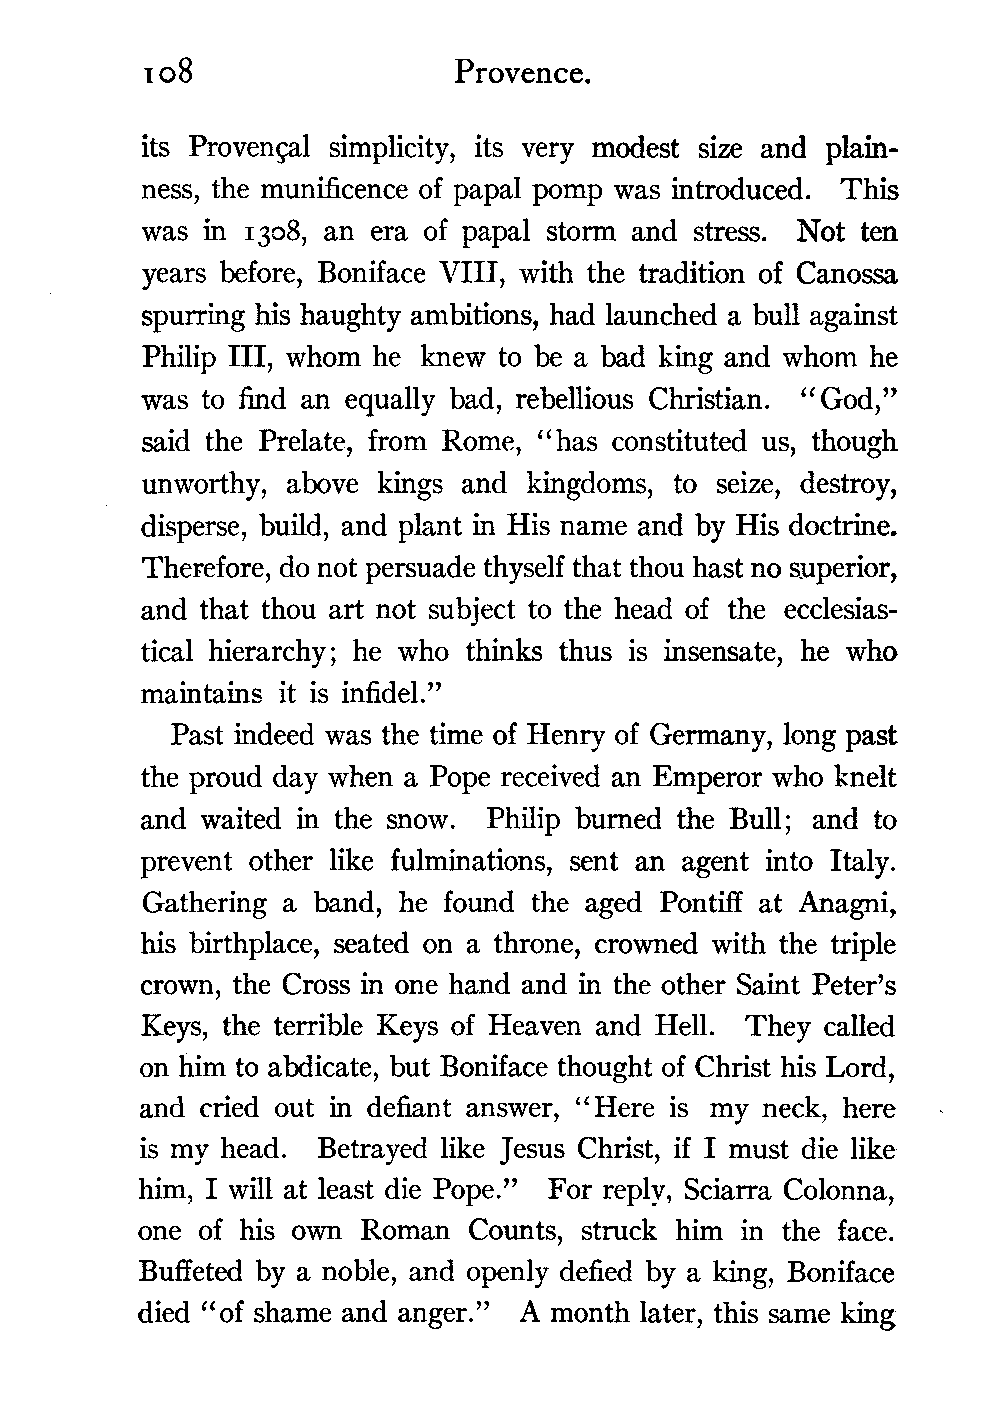 108 Provence.
its Provençal simplicity, its very modest size and plain-
ness, the munificence of papal pomp was introduced. This
was in 1308, an era of papal storm and stress. Not ten
years before, Boniface VIII, with the tradition of Canossa
spurring his haughty ambitions, had launched a bull against
Philip III, whom he knew to be a bad king and whom he
was to find an equally bad, rebellious Christian. "God,"
said the Prelate, from Rome, "has constituted us, though
unworthy, above kings and kingdoms, to seize, destroy,
disperse, build, and plant in His name and by His doctrine.
Therefore, do not persuade thyself that thou hast no superior,
and that thou art not subject to the head of the ecclesias-
tical hierarchy; he who thinks thus is insensate, he who
maintains it is infidel."
Past indeed was the time of Henry of Germany, long past
the proud day when a Pope received an Emperor who knelt
and waited in the snow. Philip burned the Bull; and to
prevent other like fulminations, sent an agent into Italy.
Gathering a band, he found the aged Pontiff at Anagni,
his birthplace, seated on a throne, crowned with the triple
crown, the Cross in one hand and in the other Saint Peter's
Keys, the terrible Keys of Heaven and Hell. They called
on him to abdicate, but Boniface thought of Christ his Lord,
and cried out in defiant answer, "Here is my neck, here
is my head. Betrayed like Jesus Christ, if I must die like
him, I will at least die Pope." For reply, Sciarra Colonna,
one of his own Roman Counts, struck him in the face.
Buffeted by a noble, and openly defied by a king, Boniface
died "of shame and anger." A month later, this same king